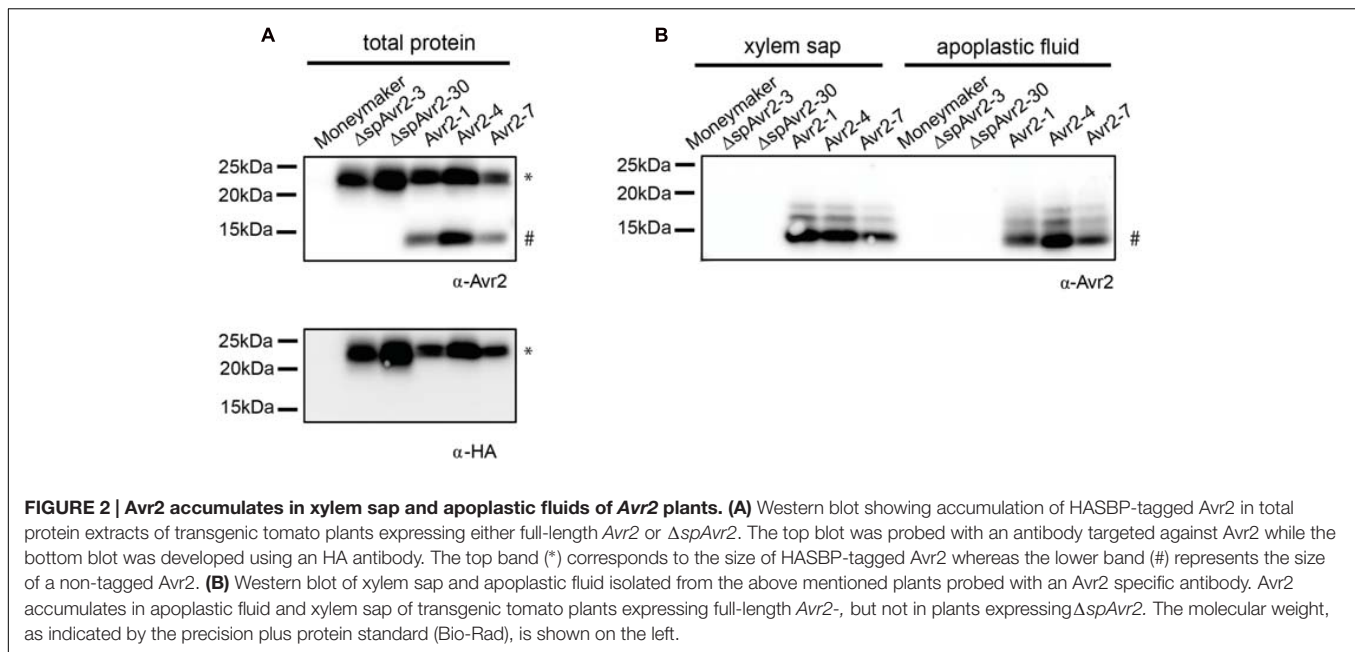 A
total protein
Moneymaker
ΔspAvr2-3
ΔspAvr2-30
Avr2-1
Avr2-4
Avr2-7
25kDa
20kDa
15kDa
*
#
α-Avr2
25kDa
20kDa
15kDa
*
α-HA
B
xylem sap
apoplastic fluid
Moneymaker
ΔspAvr2-3
ΔspAvr2-30
Avr2-1
Avr2-4
Avr2-7
Moneymaker
ΔspAvr2-3
ΔspAvr2-30
Avr2-1
Avr2-4
Avr2-7
25kDa
20kDa
15kDa
#
α-Avr2
FIGURE 2 | Avr2 accumulates in xylem sap and apoplastic fluids of Avr2 plants. (A) Western blot showing accumulation of HASBP-tagged Avr2 in total
protein extracts of transgenic tomato plants expressing either full-length Avr2 or ΔspAvr2. The top blot was probed with an antibody targeted against Avr2 while the
bottom blot was developed using an HA antibody. The top band (*) corresponds to the size of HASBP-tagged Avr2 whereas the lower band (#) represents the size
of a non-tagged Avr2. (B) Western blot of xylem sap and apoplastic fluid isolated from the above mentioned plants probed with an Avr2 specific antibody. Avr2
accumulates in apoplastic fluid and xylem sap of transgenic tomato plants expressing full-length Avr2-, but not in plants expressing ΔspAvr2. The molecular weight,
as indicated by the precision plus protein standard (Bio-Rad), is shown on the left.